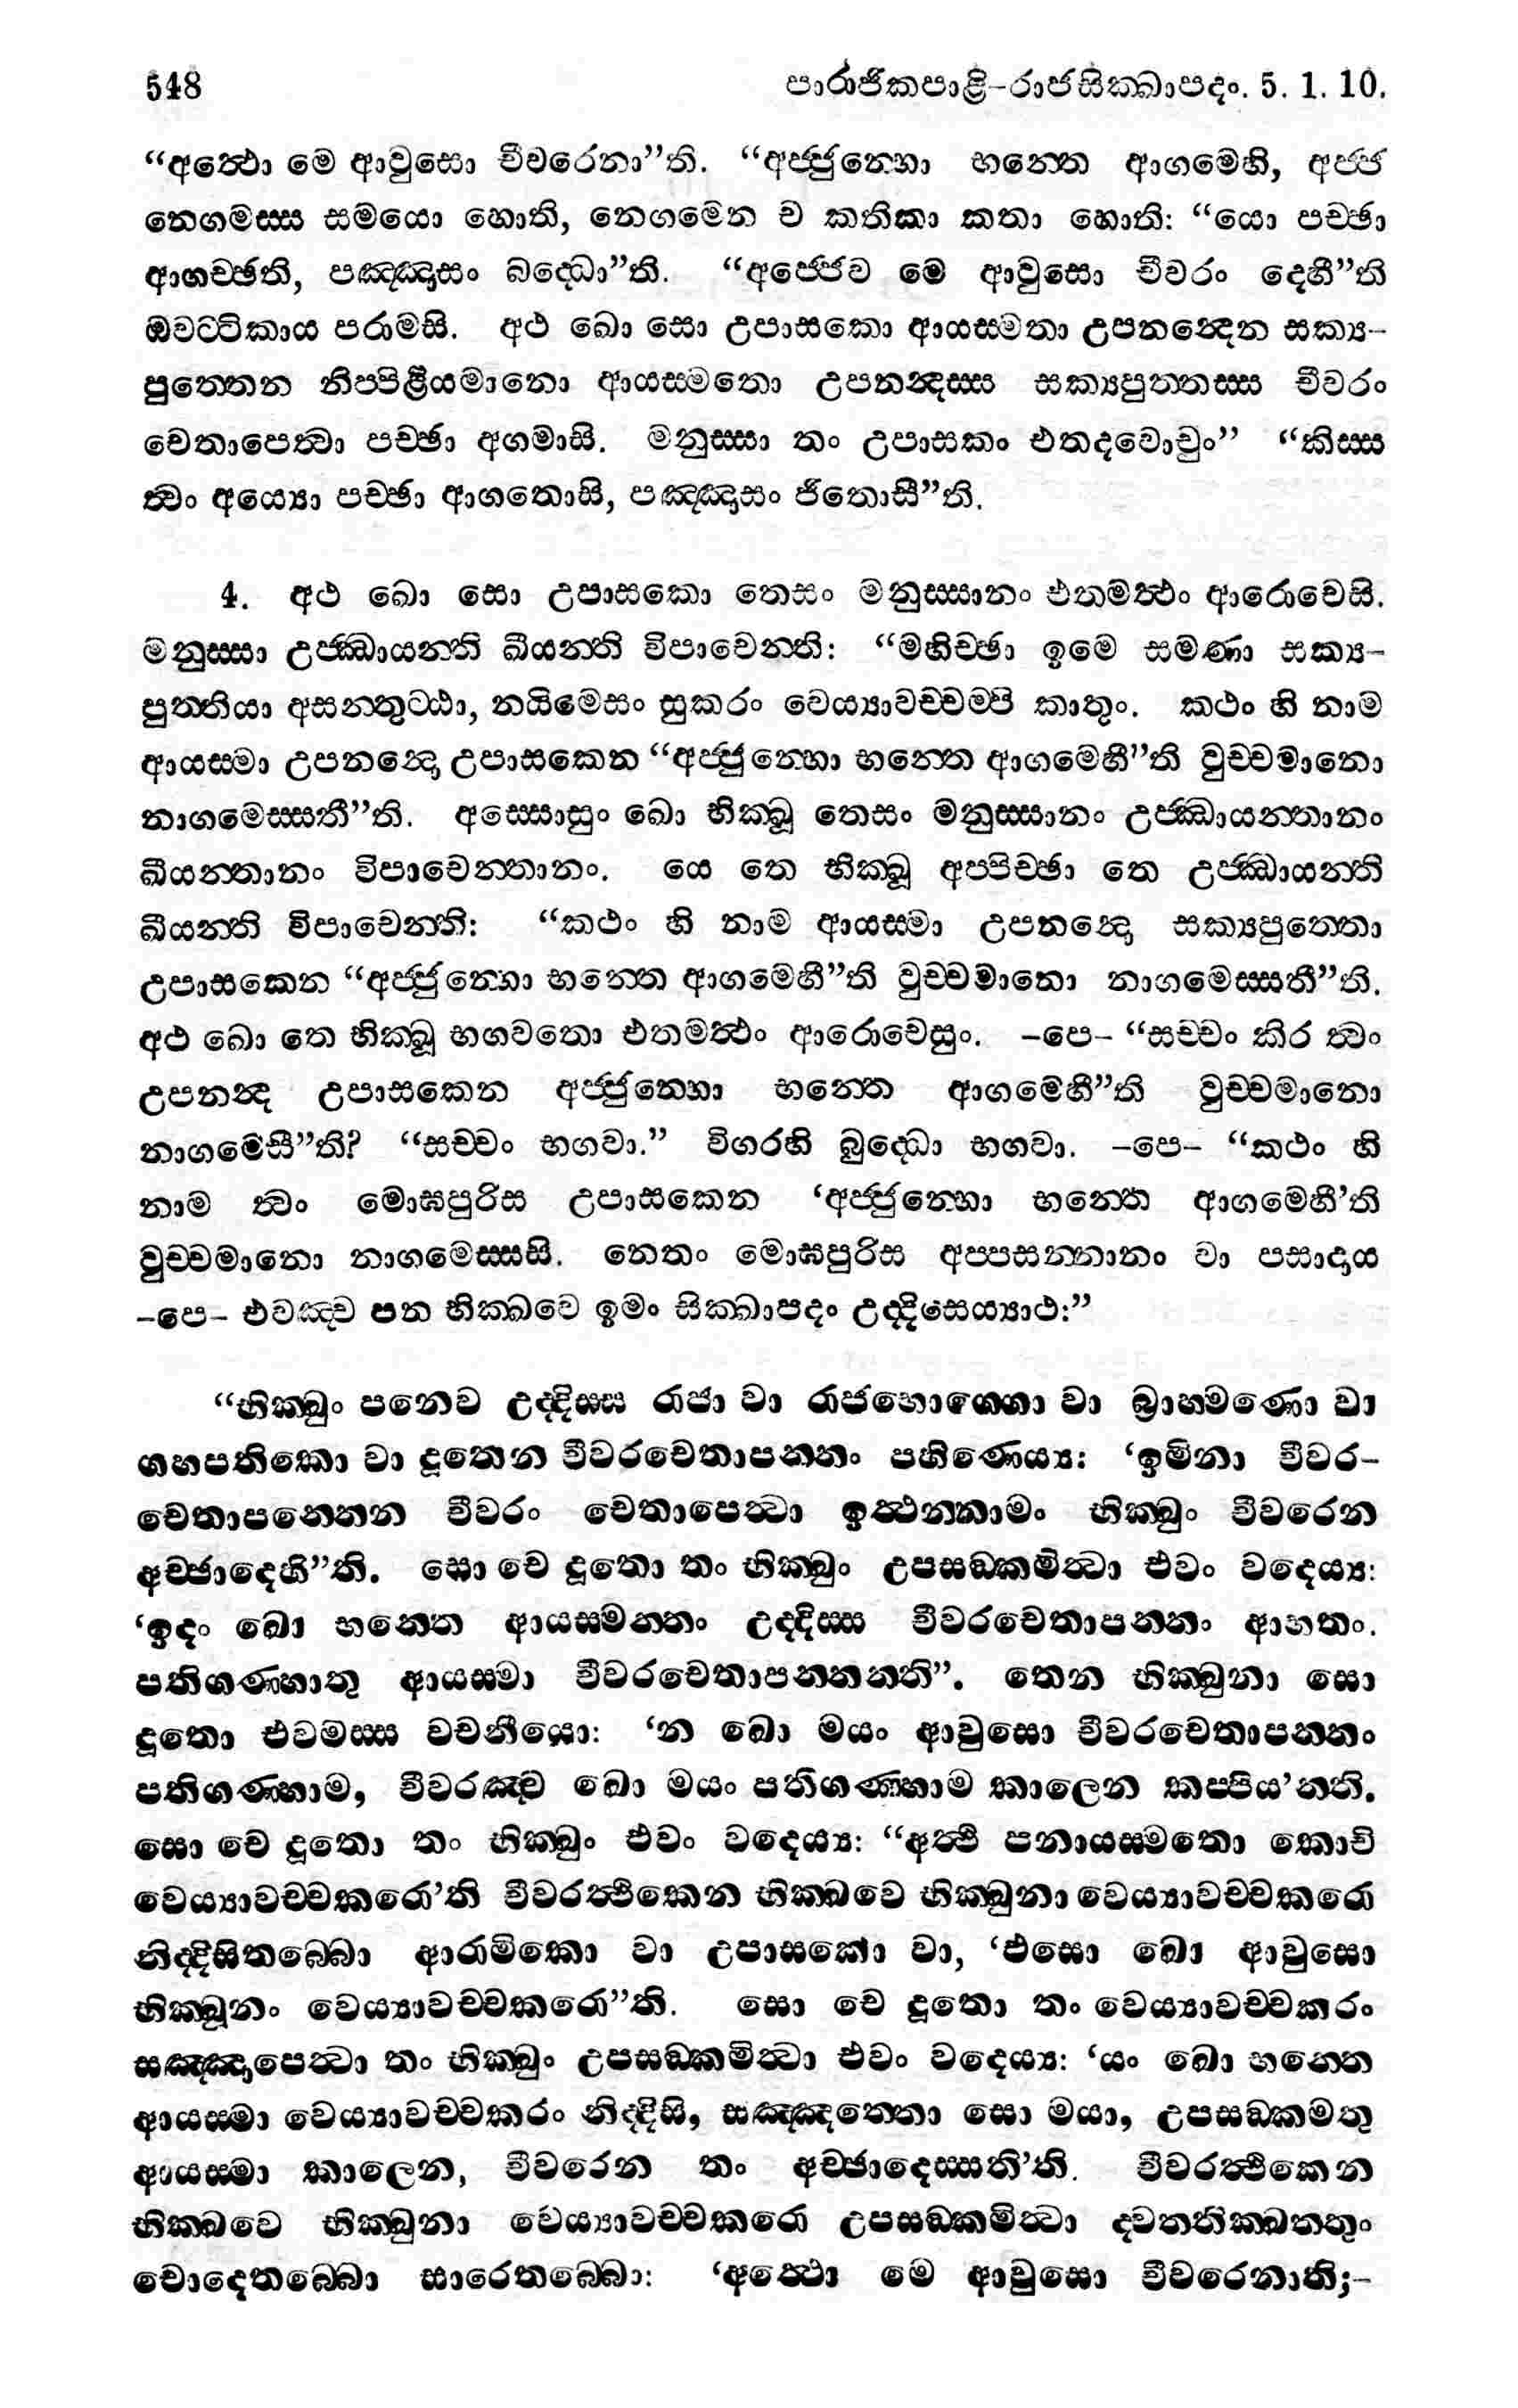 548 පාරාජිකපාළි-රාජසික්ඛාපදං. 5. 1. 10.
“අත්ථො මෙ ආවුසො චීවරෙනා”ති. “අජ්ජුන්හො භන්තෙ ආගමෙහි, අජ්ජ
නෙගමස්ස සමයො හොති, නෙගමෙන ච කතිකා කතා හොති: “යො පච්ඡා
ආගච්ඡති, පඤ්ඤාසං බද්ධො”ති. “අජ්ජෙව මෙ ආවුසො චීවරං දෙහී”ති
ඔවට්ටිකාය පරාමසි. අථ ඛො සො උපාසකො ආයස්මතා උපනන්දෙන සක්‍ය-
පුත්තෙන නිප්පිළීයමානො ආයස්මතො උපනන්දස්ස සක්‍යපුත්තස්ස චීවරං
චෙතාපෙත්වා පච්ඡා අගමාසි. මනුස්සා තං උපාසකං එතදවොචුං” “කිස්ස
ත්වං අය්‍යො පච්ඡා ආගතොසි, පඤ්ඤාසං ජිතොසී”ති.
4. අථ ඛො සො උපාසකො තෙසං මනුස්සානං එතමත්ථං ආරොචෙසි.
මනුස්සා උජ්ඣායන්ති ඛීයන්ති විපාචෙන්ති: “මහිච්ඡා ඉමෙ සමණා සක්‍ය-
පුත්තියා අසන්තුට්ඨා, නයිමෙසං සුකරං වෙය්‍යාවච්චම්පි කාතුං. කථං හි නාම
ආයස්මා උපනන්දො උපාසකෙන “අජ්ජුන්හො භන්තෙ ආගමෙහී”ති වුච්චමානො
නාගමෙස්සතී”ති. අස්සොසුං ඛො භික්ඛූ තෙසං මනුස්සානං උජ්ඣායන්තානං
ඛීයන්තානං විපාචෙන්තානං. යෙ තෙ භික්ඛූ අප්පිච්ඡා තෙ උජ්ඣායන්ති
ඛීයන්ති විපාචෙන්ති: “කථං හි නාම ආයස්මා උපනන්දො සක්‍යපුත්තො
උපාසකෙන “අජ්ජුන්හො භන්තෙ ආගමෙහී”ති වුච්චමානො නාගමෙස්සතී”ති.
අථ ඛො තෙ භික්ඛූ භගවතො එතමත්ථං ආරොචෙසුං. -පෙ- “සච්චං කිර ත්වං
උපනන්ද උපාසකෙන අජ්ජුන්හො භන්තෙ ආගමෙහී”ති වුච්චමානො
නාගමෙසී”ති? “සච්චං භගවා.” විගරහි බුද්ධො භගවා. -පෙ- “කථං හි
නාම ත්වං මොඝපුරිස උපාසකෙන ‘අජ්ජුන්හො භන්තෙ ආගමෙහී’ති
වුච්චමානො නාගමෙස්සසි. නෙතං මොඝපුරිස අප්පසන්නානං වා පසාදාය
-පෙ- එවඤ්ච පන භික්ඛවෙ ඉමං සික්ඛාපදං උද්දිසෙය්‍යාථ:”
“භික්ඛුං පනෙව උද්දිස්ස රාජා වා රාජභොග්ගො වා බ්‍රාහ්මණො වා
ගහපතිකො වා දූතෙන චීවරචෙතාපන්නං පහිණෙය්‍ය: ‘ඉමිනා චීවර-
චෙතාපන්නෙන චීවරං චෙතාපෙත්වා ඉත්ථන්නාමං භික්ඛුං චීවරෙන
අච්ඡාදෙහි”ති. සො චෙ දූතො තං භික්ඛුං උපසඞ්කමිත්වා එවං වදෙය්‍ය:
‘ඉදං ඛො භන්තෙ ආයස්මන්තං උද්දිස්ස චීවරචෙතාපන්නං ආභතං.
පතිගණ්හාතු ආයස්මා චීවරචෙතාපන්නන්ති”. තෙන භික්ඛුනා සො
දූතො එවමස්ස වචනීයො: ‘න ඛො මයං ආවුසො චීවරචෙතාපන්නං
පතිගණ්හාම, චීවරඤ්ච ඛො මයං පතිගණ්හාම කාලෙන කප්පිය’න්ති.
සො චෙ දූතො තං භික්ඛුං එවං වදෙය්‍ය: “අත්ථි පනායස්මතො කොචි
වෙය්‍යාවච්චකරො’ති චීවරත්ථිකෙන භික්ඛවෙ භික්ඛුනා වෙය්‍යාවච්චකරො
නිද්දිසිතබ්බො ආරාමිකො වා උපාසකො වා, ‘එසො ඛො ආවුසො
භික්ඛූනං වෙය්‍යාවච්චකරො”ති. සො චෙ දූතො තං වෙය්‍යාවච්චකරං
සඤ්ඤාපෙත්වා තං භික්ඛුං උපසඞ්කමිත්වා එවං වදෙය්‍ය: ‘යං ඛො භන්තෙ
ආයස්මා වෙය්‍යාවච්චකරං නිද්දිසි, සඤ්ඤත්තො සො මයා, උපසඞ්කමතු
ආයස්මා කාලෙන, චීවරෙන තං අච්ඡාදෙස්සති’ති. චීවරත්ථිකෙන
භික්ඛවෙ භික්ඛුනා වෙය්‍යාවච්චකරො උපසඞ්කමිත්වා ද්වත්තික්ඛත්තුං
චොදෙතබ්බො සාරෙතබ්බො: ‘අත්ථො මෙ ආවුසො චීවරෙනාති;-